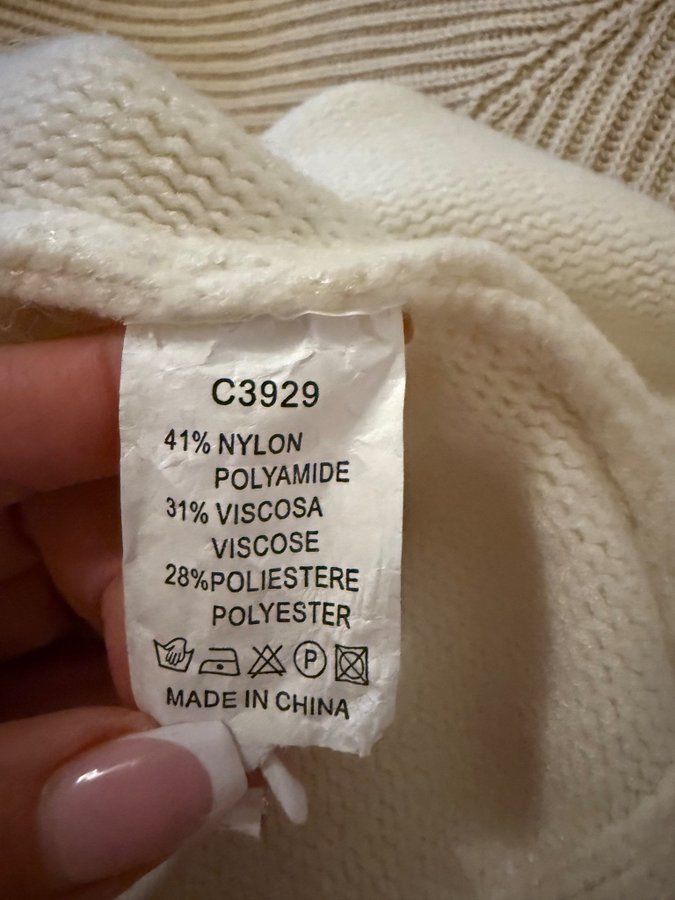 C3929
41% NYLON
POLYAMIDE
31% VISCOSA
VISCOSE
28%POLIESTERE
POLYESTER
P
MADE IN CHINA